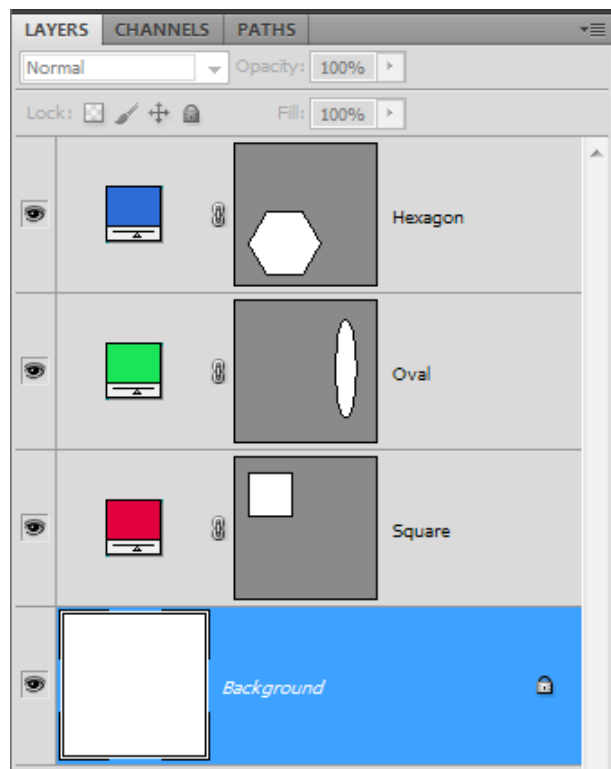 LAYERS CHANNELS PATHS
Normal Opacity: 100%
Lock: Fill: 100%
Hexagon
Oval
Square
Background